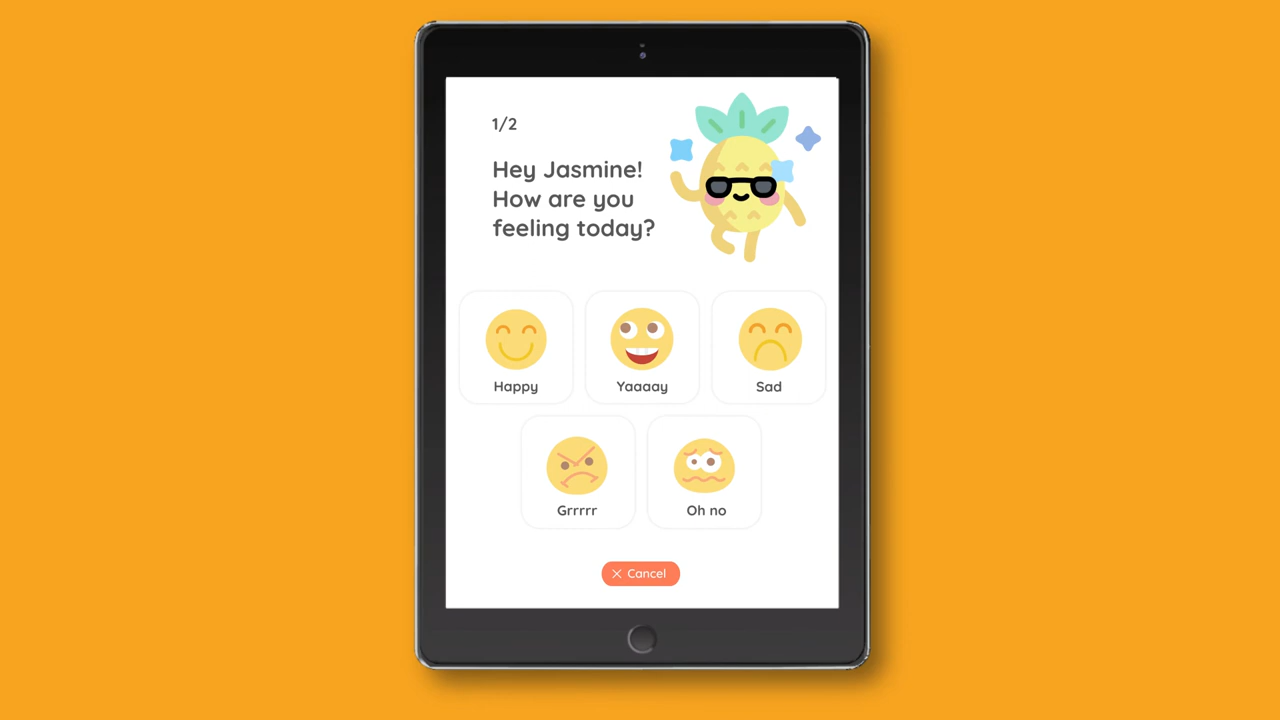 1/2
Hey Jasmine!
How are you
feeling today?
Happy
Yaaaay
Sad
Grrrrr
Oh no
Cancel